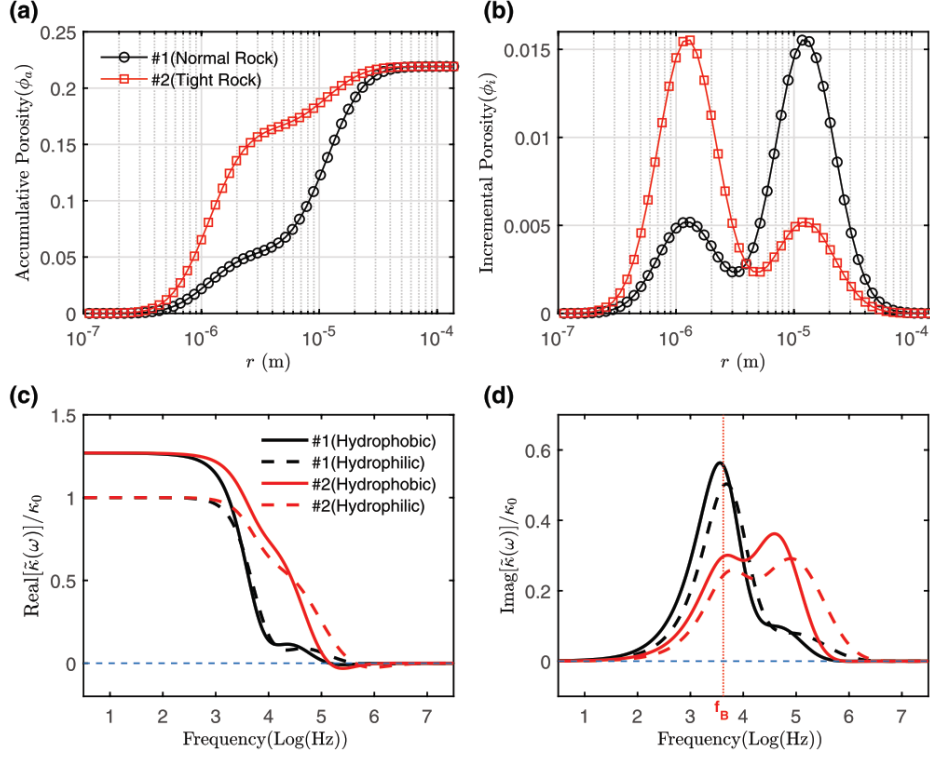 (a)
0.25
0.2
0.15
0.1
0.05
0
Accumulative Porosity(ϕₐ)
#1(Normal Rock)
#2(Tight Rock)
10⁻⁷
10⁻⁶
10⁻⁵
10⁻⁴
r (m)
(b)
0.015
0.01
0.005
0
Incremental Porosity(ϕᵢ)
10⁻⁷
10⁻⁶
10⁻⁵
10⁻⁴
r (m)
(c)
1.5
1
0.5
0
Real[κ̃(ω)]/κ₀
#1(Hydrophobic)
#1(Hydrophilic)
#2(Hydrophobic)
#2(Hydrophilic)
1 2 3 4 5 6 7
Frequency(Log(Hz))
(d)
0.6
0.4
0.2
0
Imag[κ̃(ω)]/κ₀
1 2 3 4 5 6 7
f_B
Frequency(Log(Hz))